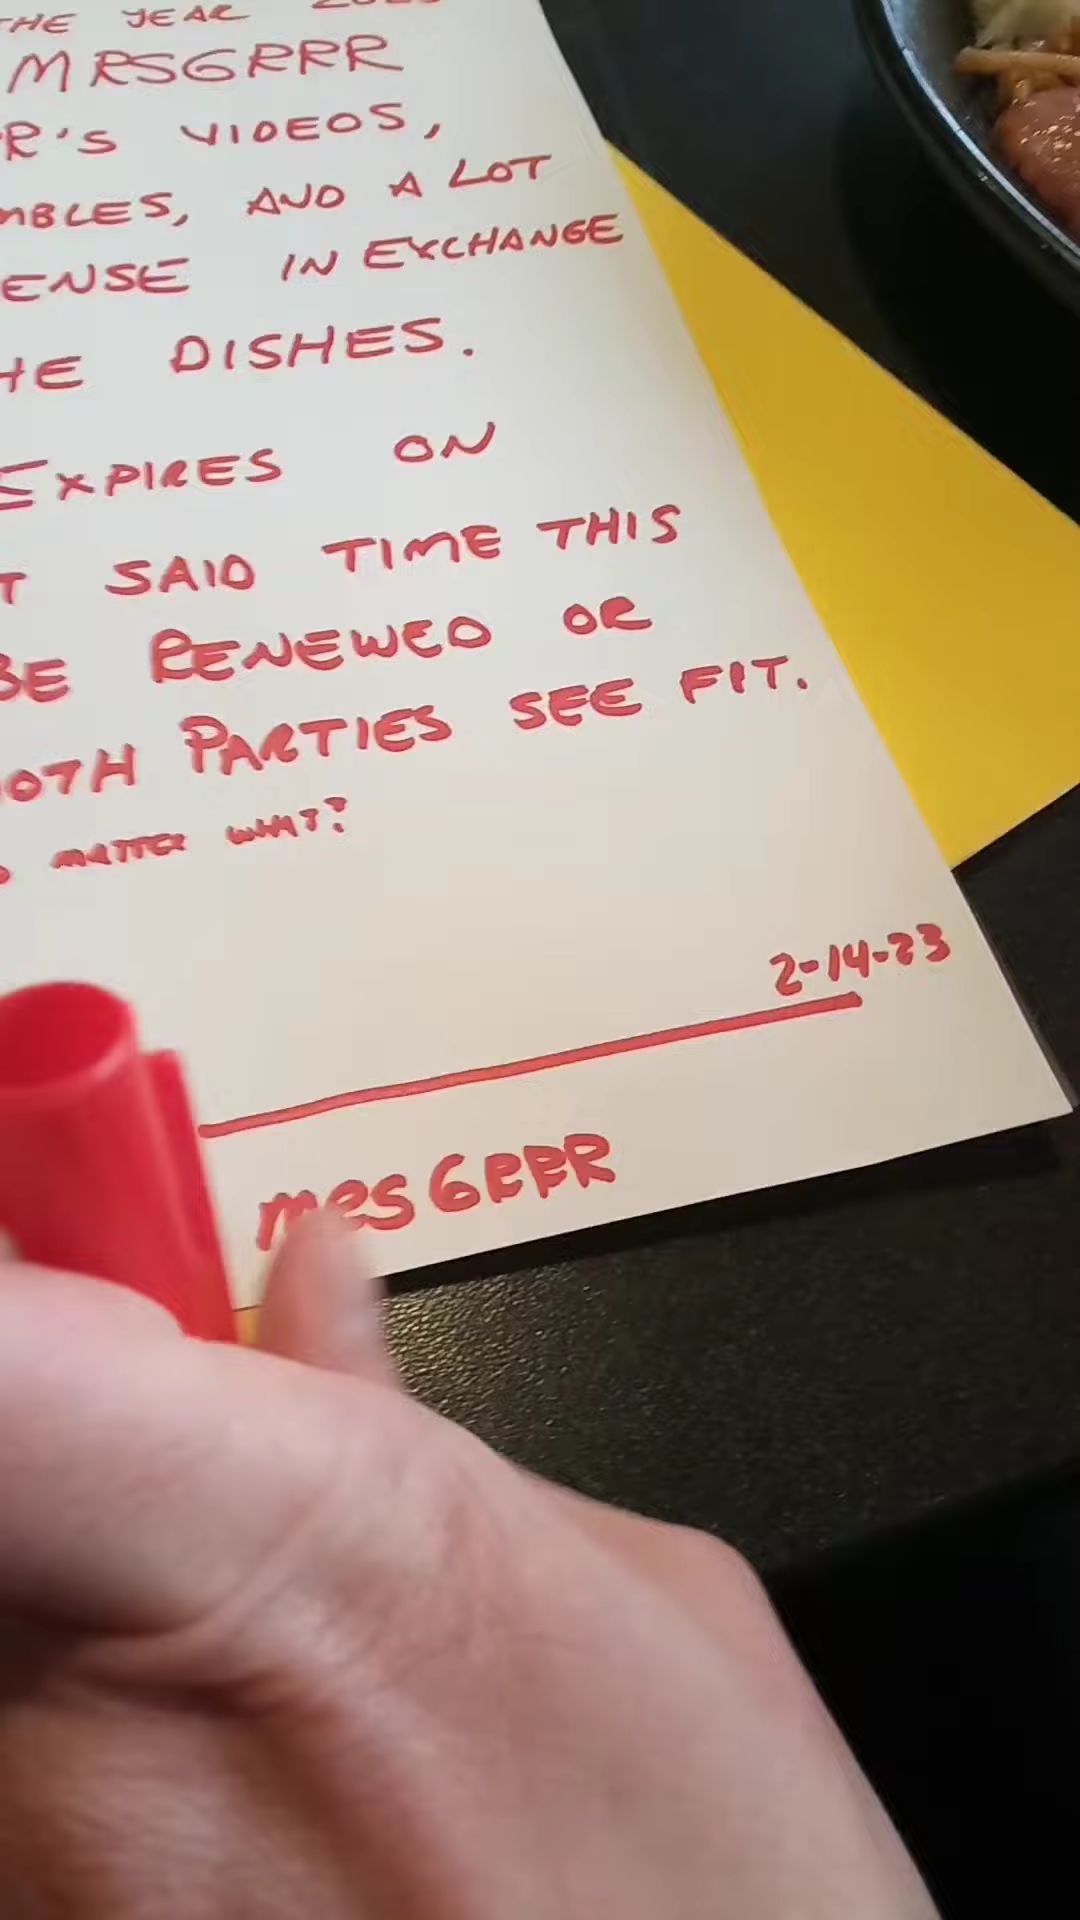 THE YEAR
MRSGRRR
R'S VIDEOS,
MBLES, AND A LOT
ENSE IN EXCHANGE
HE DISHES.
EXPIRES ON
T SAID TIME THIS
BE RENEWED OR
OTH PARTIES SEE FIT.
MATTER WHAT?
2-14-23
MRSGRRR